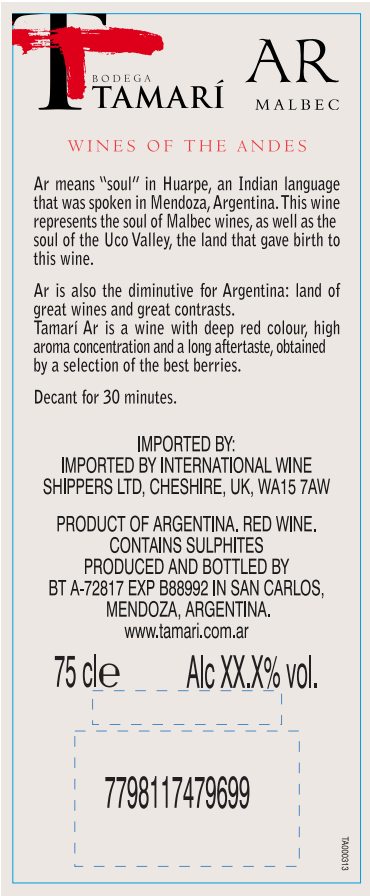 BODEGA
TAMARÍ
AR
MALBEC
WINES OF THE ANDES
Ar means "soul" in Huarpe, an Indian language
that was spoken in Mendoza, Argentina. This wine
represents the soul of Malbec wines, as well as the
soul of the Uco Valley, the land that gave birth to
this wine.
Ar is also the diminutive for Argentina: land of
great wines and great contrasts.
Tamarí Ar is a wine with deep red colour, high
aroma concentration and a long aftertaste, obtained
by a selection of the best berries.
Decant for 30 minutes.
IMPORTED BY:
IMPORTED BY INTERNATIONAL WINE
SHIPPERS LTD, CHESHIRE, UK, WA15 7AW
PRODUCT OF ARGENTINA. RED WINE.
CONTAINS SULPHITES
PRODUCED AND BOTTLED BY
BT A-72817 EXP B88992 IN SAN CARLOS,
MENDOZA, ARGENTINA.
www.tamari.com.ar
75 cl℮ Alc XX.X% vol.
7798117479699
TA000313